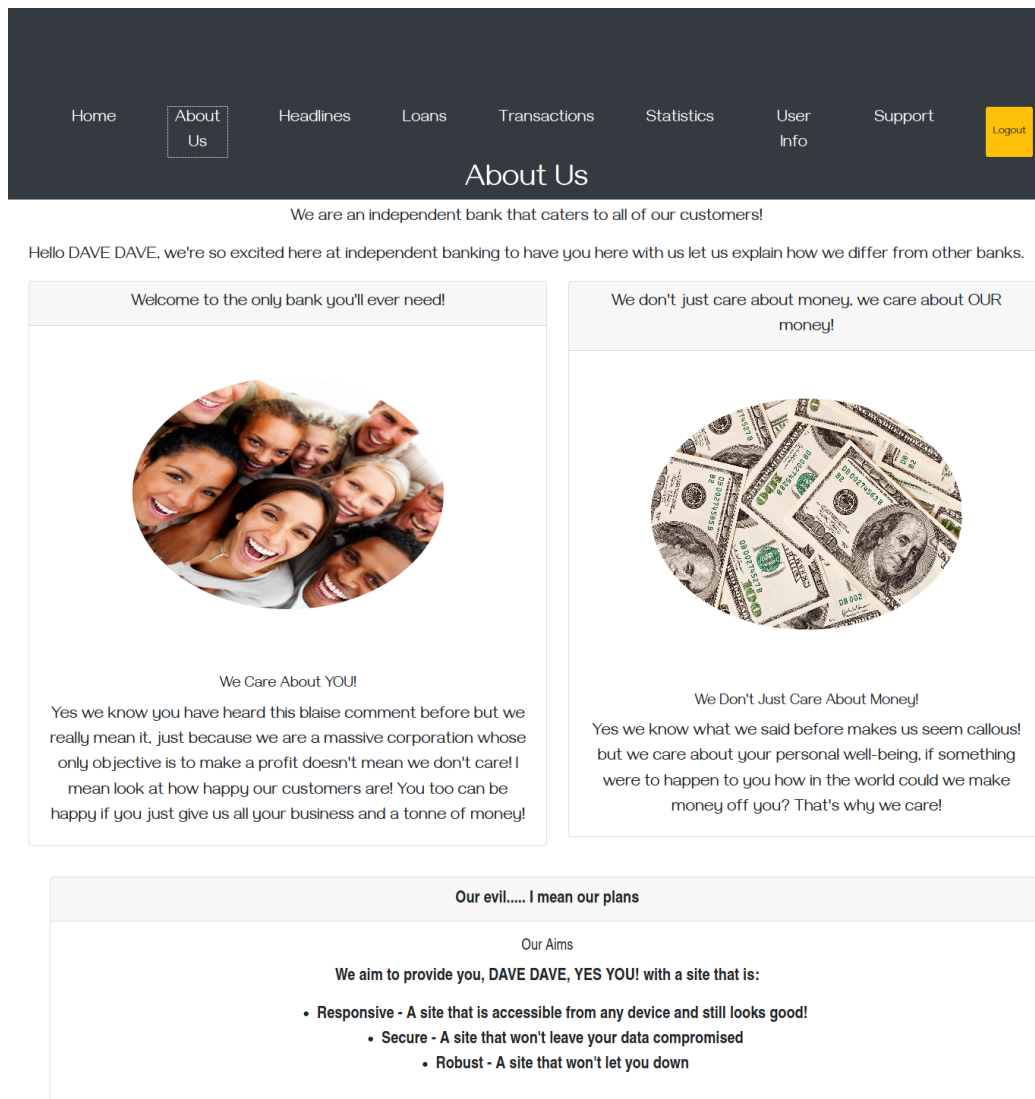 Home
About
Us
Headlines
Loans
Transactions
Statistics
User
Info
Support
Logout
About Us
We are an independent bank that caters to all of our customers!
Hello DAVE DAVE, we're so excited here at independent banking to have you here with us let us explain how we differ from other banks.
Welcome to the only bank you'll ever need!
We Care About YOU!
Yes we know you have heard this blaise comment before but we
really mean it, just because we are a massive corporation whose
only objective is to make a profit doesn't mean we don't care! I
mean look at how happy our customers are! You too can be
happy if you just give us all your business and a tonne of money!
We don't just care about money, we care about OUR
money!
We Don't Just Care About Money!
Yes we know what we said before makes us seem callous!
but we care about your personal well-being, if something
were to happen to you how in the world could we make
money off you? That's why we care!
Our evil..... I mean our plans
Our Aims
We aim to provide you, DAVE DAVE, YES YOU! with a site that is:
• Responsive - A site that is accessible from any device and still looks good!
• Secure - A site that won't leave your data compromised
• Robust - A site that won't let you down